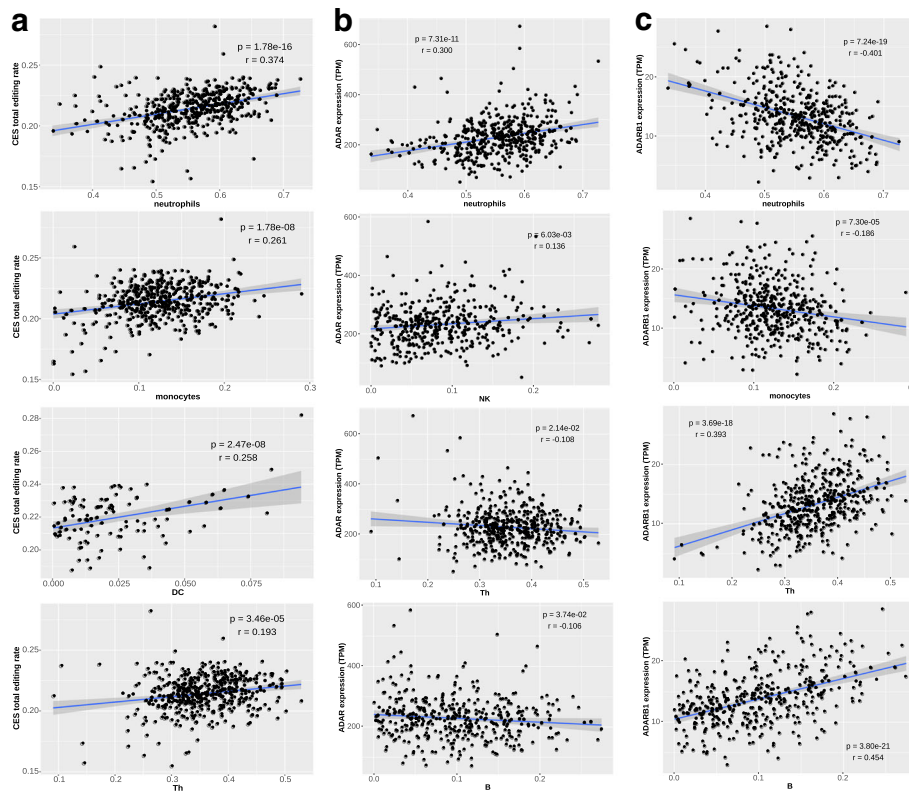 a
CES total editing rate
p = 1.78e-16
r = 0.374
0.25
0.20
0.15
0.4 0.5 0.6 0.7
neutrophils
CES total editing rate
p = 1.78e-08
r = 0.261
0.25
0.20
0.15
0.0 0.1 0.2 0.3
monocytes
CES total editing rate
p = 2.47e-08
r = 0.258
0.28
0.26
0.24
0.22
0.20
0.000 0.025 0.050 0.075
DC
CES total editing rate
p = 3.46e-05
r = 0.193
0.25
0.20
0.15
0.1 0.2 0.3 0.4 0.5
Th
b
ADAR expression (TPM)
p = 7.31e-11
r = 0.300
600
400
200
0.4 0.5 0.6 0.7
neutrophils
ADAR expression (TPM)
p = 6.03e-03
r = 0.136
600
400
200
0.0 0.1 0.2
NK
ADAR expression (TPM)
p = 2.14e-02
r = -0.108
600
400
200
0.1 0.2 0.3 0.4 0.5
Th
ADAR expression (TPM)
p = 3.74e-02
r = -0.106
600
400
200
0.0 0.1 0.2
B
c
ADARB1 expression (TPM)
p = 7.24e-19
r = -0.401
20
10
0.4 0.5 0.6 0.7
neutrophils
ADARB1 expression (TPM)
p = 7.30e-05
r = -0.186
20
10
0.0 0.1 0.2
monocytes
ADARB1 expression (TPM)
p = 3.69e-18
r = 0.393
20
10
0.1 0.2 0.3 0.4 0.5
Th
ADARB1 expression (TPM)
20
10
p = 3.80e-21
r = 0.454
0.0 0.1 0.2
B